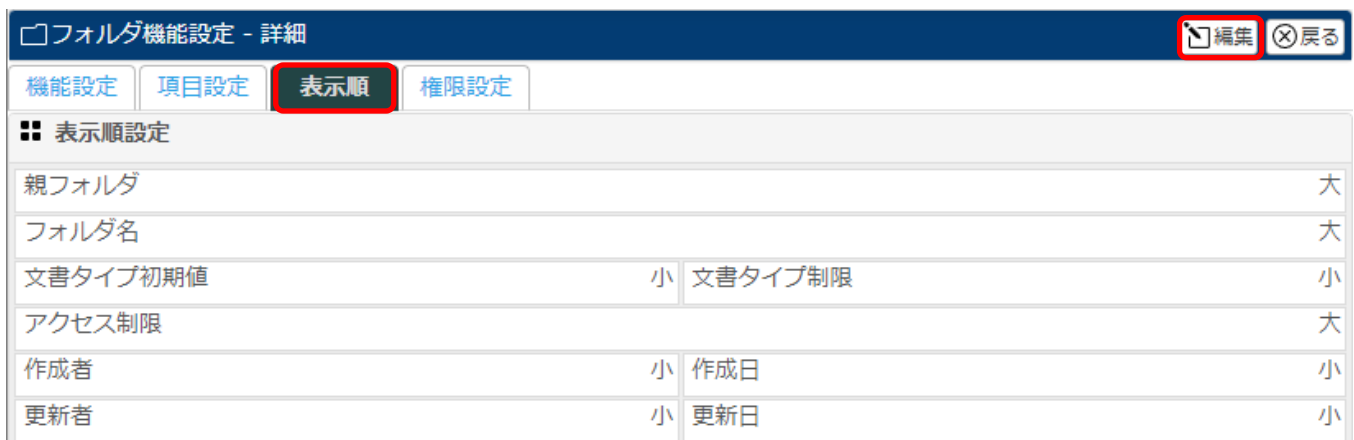 フォルダ機能設定 - 詳細 編集 戻る
機能設定 項目設定 表示順 権限設定
表示順設定
親フォルダ 大
フォルダ名 大
文書タイプ初期値 小 文書タイプ制限 小
アクセス制限 大
作成者 小 作成日 小
更新者 小 更新日 小